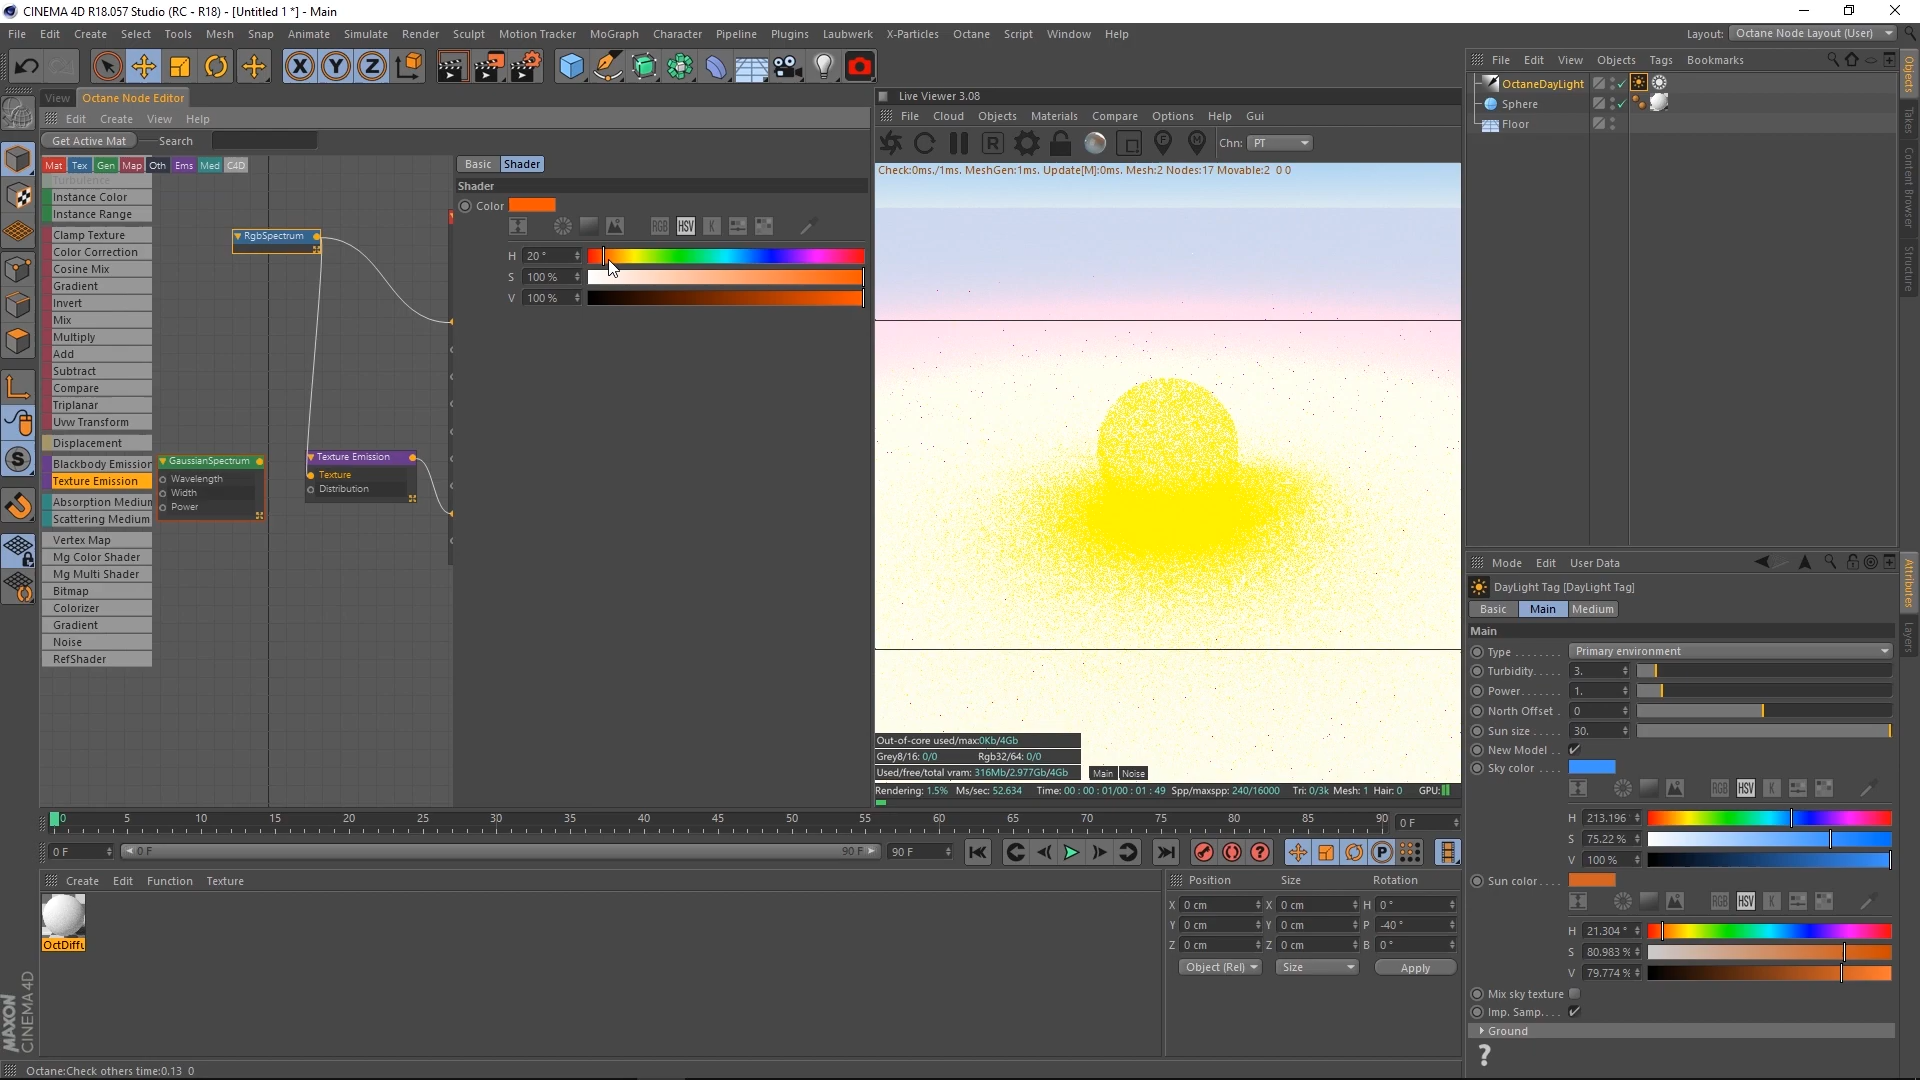 CINEMA 4D R18.057 Studio (RC - R18) - [Untitled 1 *] - Main
File Edit Create Select Tools Mesh Snap Animate Simulate Render Sculpt Motion Tracker MoGraph Character Pipeline Plugins Laubwerk X-Particles Octane Script Window Help
Layout: Octane Node Layout (User)
View Octane Node Editor
Edit Create View Help
Get Active Mat Search
Mat Tex Gen Map Oth Ems Med C4D
Turbulence
Instance Color
Instance Range
Clamp Texture
Color Correction
Cosine Mix
Gradient
Invert
Mix
Multiply
Add
Subtract
Compare
Triplanar
Uvw Transform
Displacement
Blackbody Emission
Texture Emission
Absorption Medium
Scattering Medium
Vertex Map
Mg Color Shader
Mg Multi Shader
Bitmap
Colorizer
Gradient
Noise
RefShader
RgbSpectrum
GaussianSpectrum
Wavelength
Width
Power
Texture Emission
Texture
Distribution
Basic Shader
Shader
Color
RGB HSV K
H 20 °
S 100 %
V 100 %
Live Viewer 3.08
File Cloud Objects Materials Compare Options Help Gui
R F M Chn: PT
Check:0ms./1ms. MeshGen:1ms. Update[M]:0ms. Mesh:2 Nodes:17 Movable:2 0 0
Out-of-core used/max:0Kb/4Gb
Grey8/16: 0/0 Rgb32/64: 0/0
Used/free/total vram: 316Mb/2.977Gb/4Gb Main Noise
Rendering: 1.5% Ms/sec: 52.634 Time: 00 : 00 : 01/00 : 01 : 49 Spp/maxspp: 240/16000 Tri: 0/3k Mesh: 1 Hair: 0 GPU:
File Edit View Objects Tags Bookmarks
OctaneDayLight
Sphere
Floor
Objects
Takes
Content Browser
Structure
Mode Edit User Data
DayLight Tag [DayLight Tag]
Basic Main Medium
Main
Type ........ Primary environment
Turbidity..... 3.
Power....... 1.
North Offset . 0
Sun size ..... 30.
New Model ..
Sky color ....
RGB HSV K
H 213.196 °
S 75.22 %
V 100 %
Sun color....
RGB HSV K
H 21.304 °
S 80.983 %
V 79.774 %
Mix sky texture
Imp. Samp....
Ground
?
Attributes
Layers
0 5 10 15 20 25 30 35 40 45 50 55 60 65 70 75 80 85 90 0 F
0 F 0 F 90 F 90 F
Create Edit Function Texture
OctDiffu
Position Size Rotation
X 0 cm X 0 cm H 0 °
Y 0 cm Y 0 cm P -40 °
Z 0 cm Z 0 cm B 0 °
Object (Rel) Size Apply
MAXON
CINEMA 4D
Octane:Check others time:0.13 0